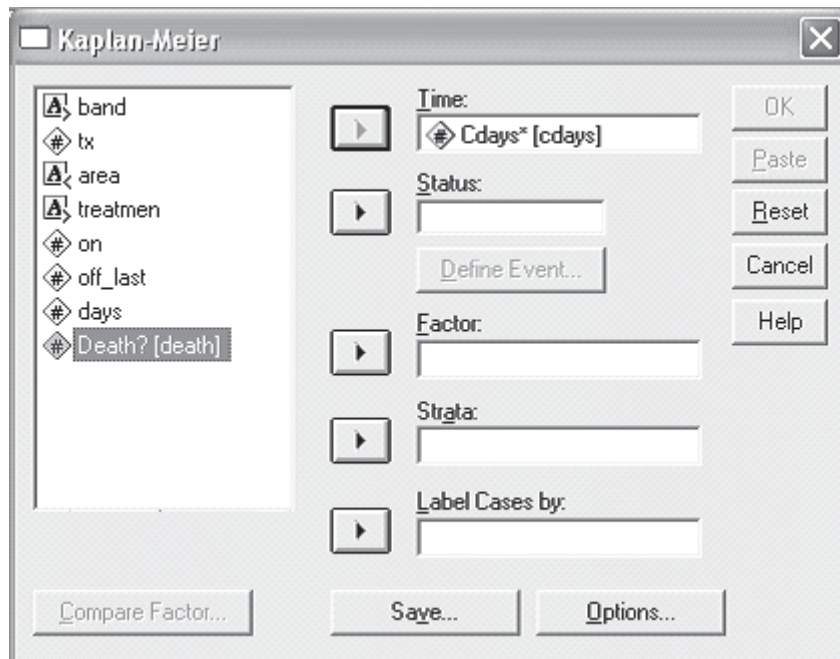 Kaplan-Meier
band
tx
area
treatmen
on
off_last
days
Death? [death]
Time:
Cdays* [cdays]
Status:
Define Event...
Factor:
Strata:
Label Cases by:
OK
Paste
Reset
Cancel
Help
Compare Factor...
Save...
Options...